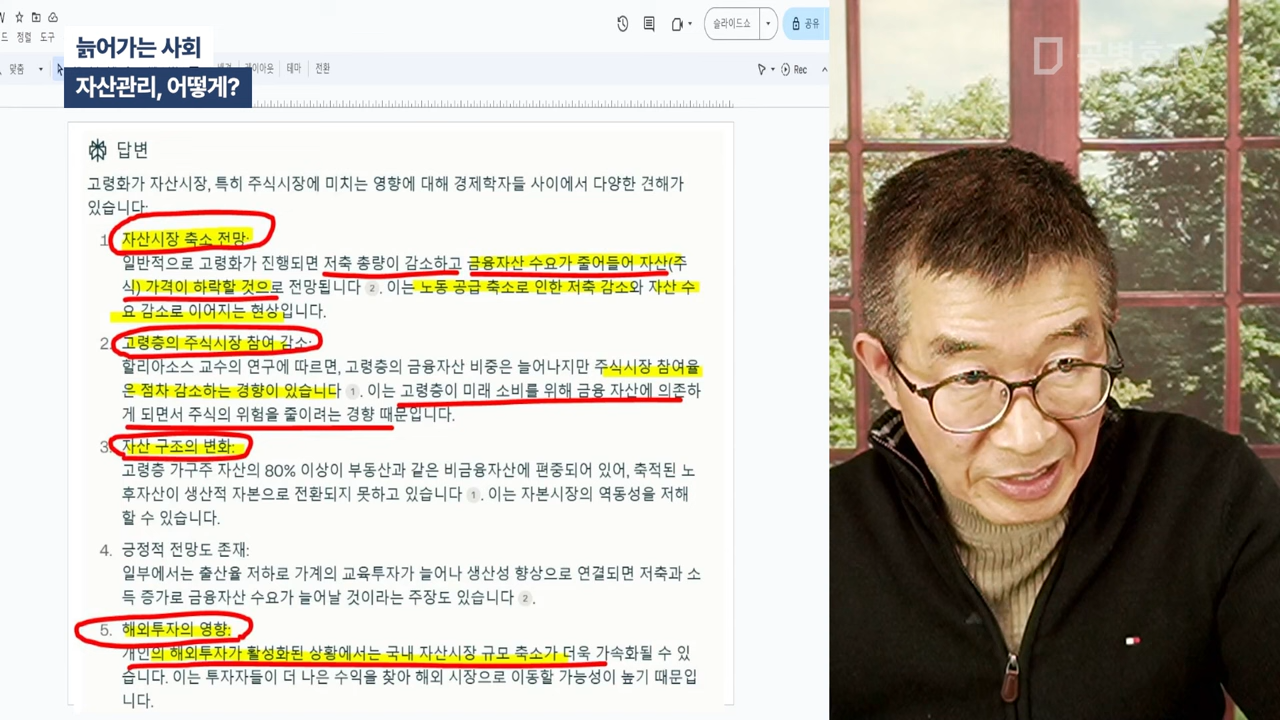 슬라이드쇼
공유
정렬
도구
늙어가는 사회
맞춤
테마
전환
Rec
자산관리, 어떻게?
공병호TV
답변
고령화가 자산시장, 특히 주식시장에 미치는 영향에 대해 경제학자들 사이에서 다양한 견해가
있습니다:
1. 자산시장 축소 전망:
일반적으로 고령화가 진행되면 저축 총량이 감소하고 금융자산 수요가 줄어들어 자산(주
식) 가격이 하락할 것으로 전망됩니다 2. 이는 노동 공급 축소로 인한 저축 감소와 자산 수
요 감소로 이어지는 현상입니다.
2. 고령층의 주식시장 참여 감소:
할리아소스 교수의 연구에 따르면, 고령층의 금융자산 비중은 늘어나지만 주식시장 참여율
은 점차 감소하는 경향이 있습니다 1. 이는 고령층이 미래 소비를 위해 금융 자산에 의존하
게 되면서 주식의 위험을 줄이려는 경향 때문입니다.
3. 자산 구조의 변화:
고령층 가구주 자산의 80% 이상이 부동산과 같은 비금융자산에 편중되어 있어, 축적된 노
후자산이 생산적 자본으로 전환되지 못하고 있습니다 1. 이는 자본시장의 역동성을 저해
할 수 있습니다.
4. 긍정적 전망도 존재:
일부에서는 출산율 저하로 가계의 교육투자가 늘어나 생산성 향상으로 연결되면 저축과 소
득 증가로 금융자산 수요가 늘어날 것이라는 주장도 있습니다 2.
5. 해외투자의 영향:
개인의 해외투자가 활성화된 상황에서는 국내 자산시장 규모 축소가 더욱 가속화될 수 있
습니다. 이는 투자자들이 더 나은 수익을 찾아 해외 시장으로 이동할 가능성이 높기 때문입
니다.